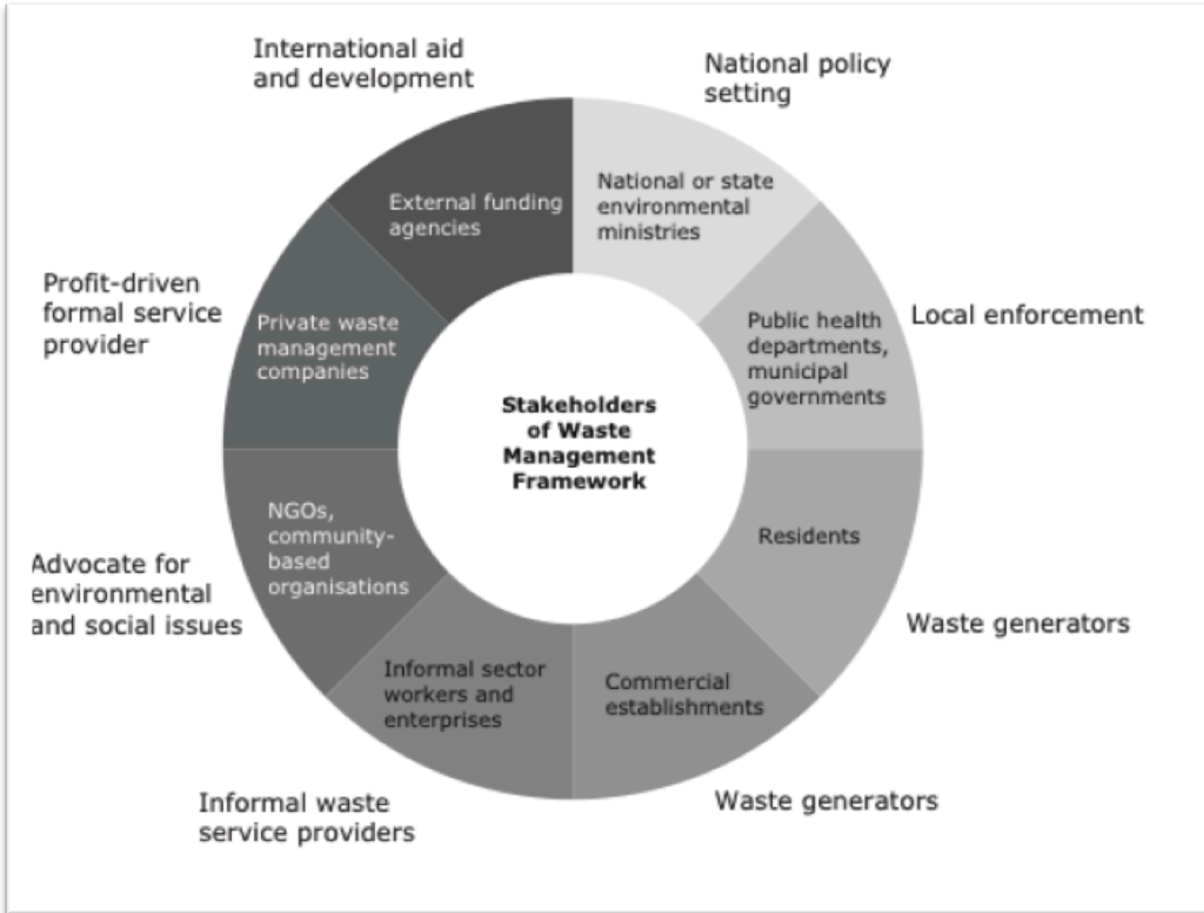 International aid
and development
National policy
setting
External funding
agencies
National or state
environmental
ministries
Profit-driven
formal service
provider
Private waste
management
companies
Public health
departments,
municipal
governments
Local enforcement
Stakeholders
of Waste
Management
Framework
NGOs,
community-
based
organisations
Residents
Advocate for
environmental
and social issues
Waste generators
Informal sector
workers and
enterprises
Commercial
establishments
Informal waste
service providers
Waste generators